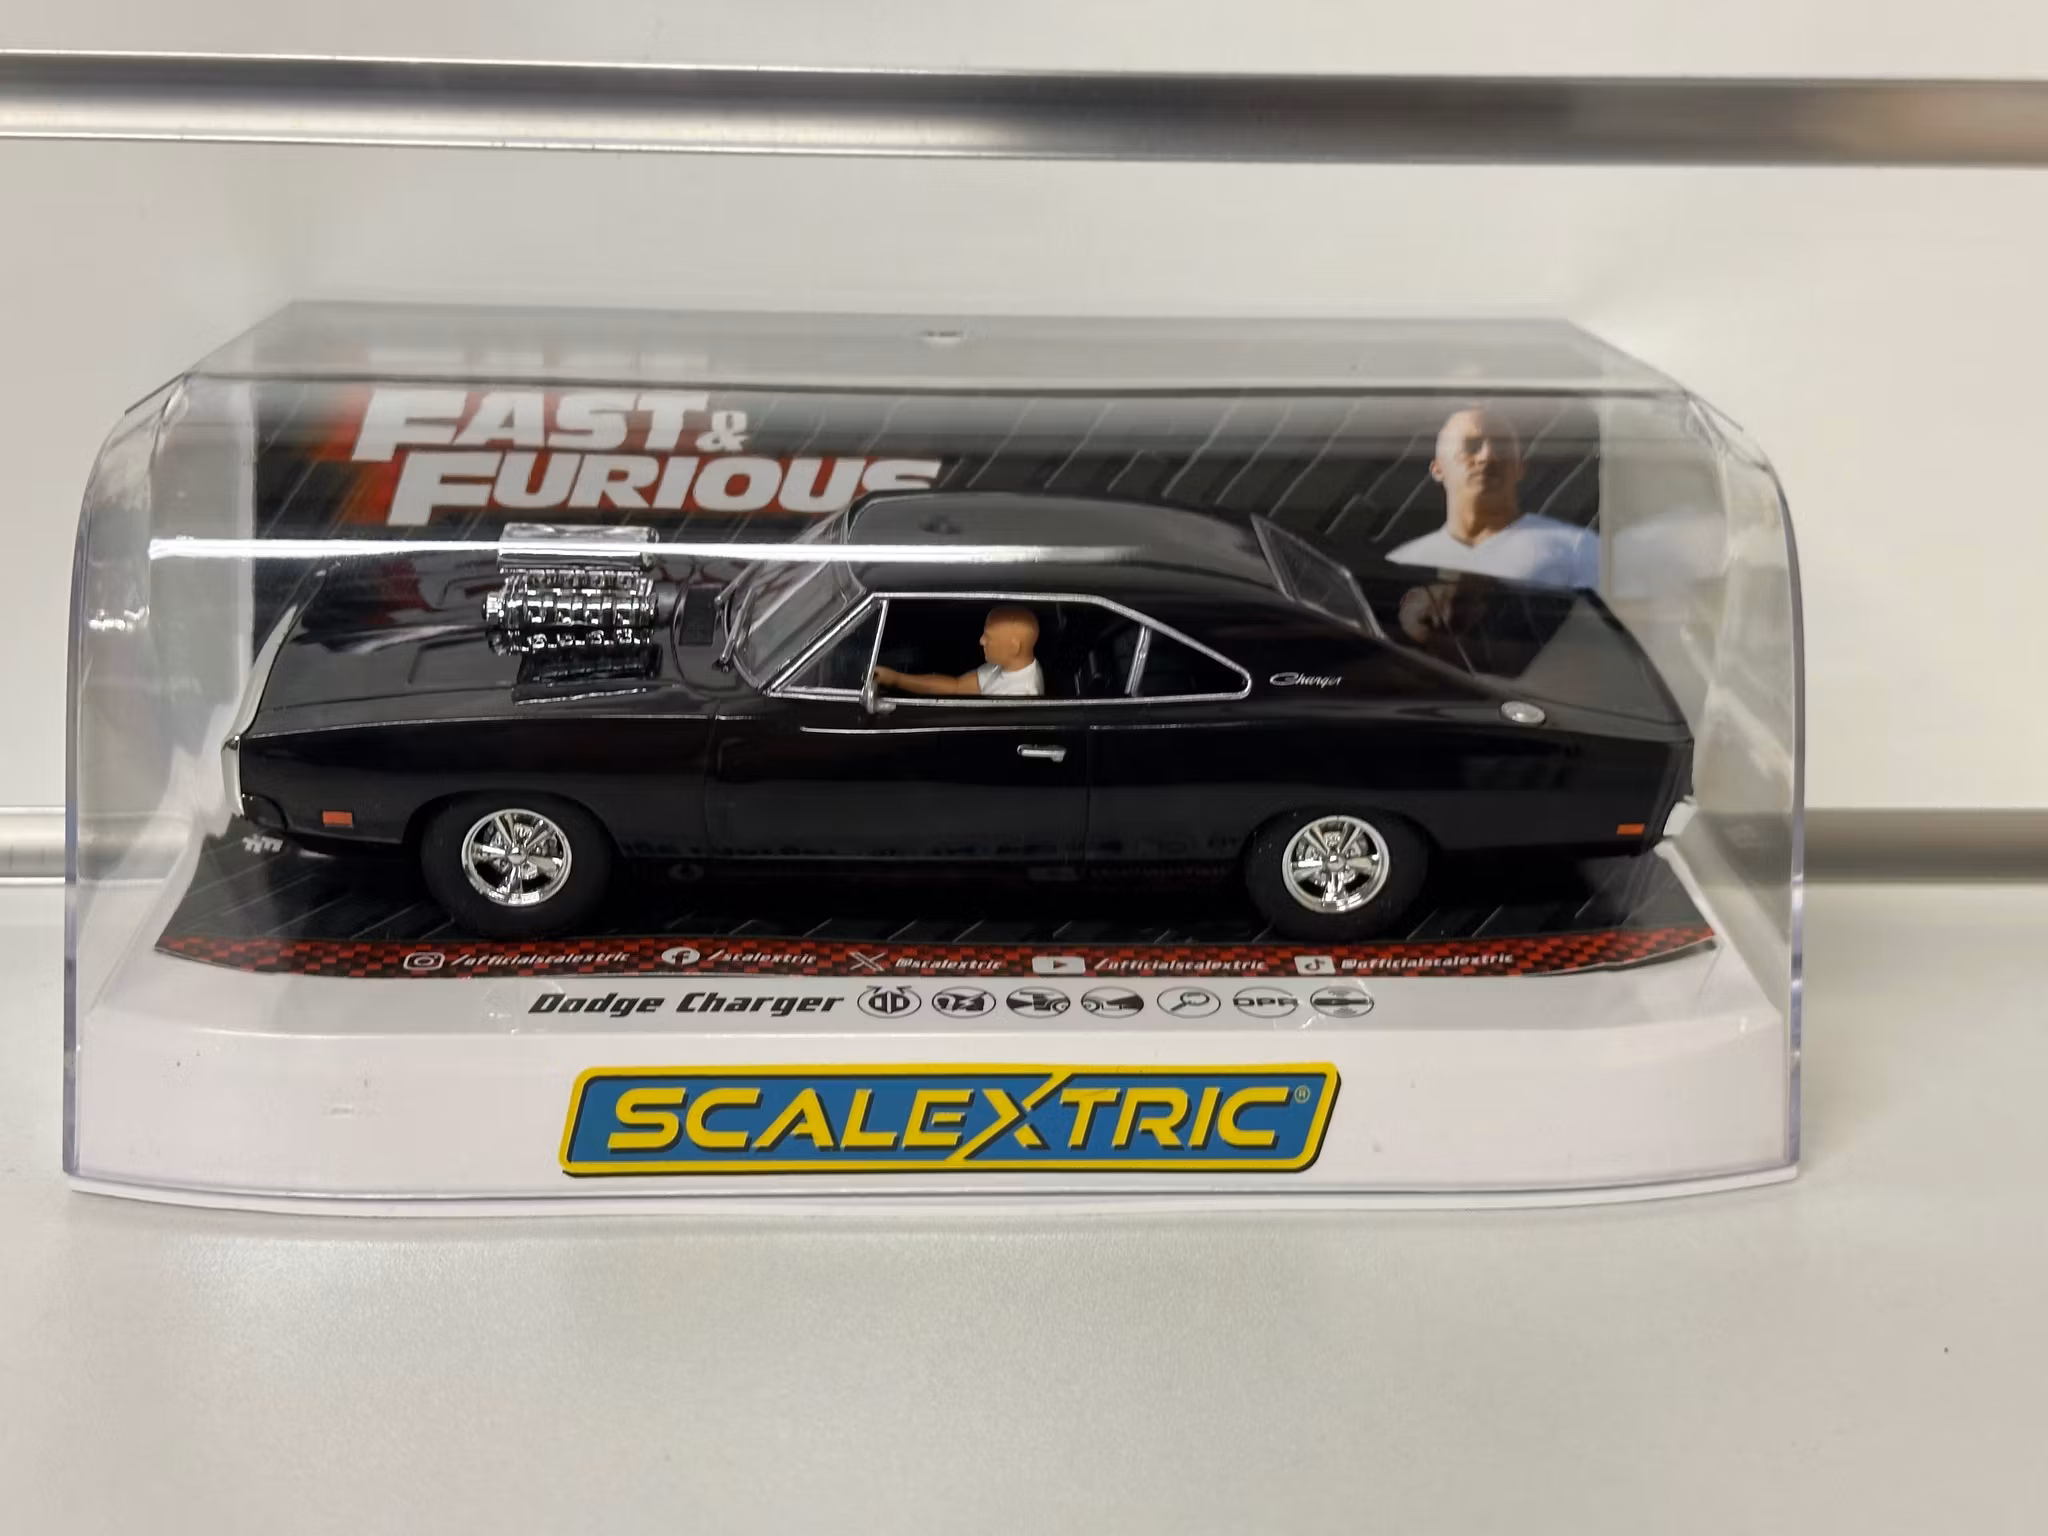 FAST &
FURIOUS
Charger
/officialscalextric /scalextric @scalextric /officialscalextric @officialscalextric
Dodge Charger DPR
SCALEXTRIC®